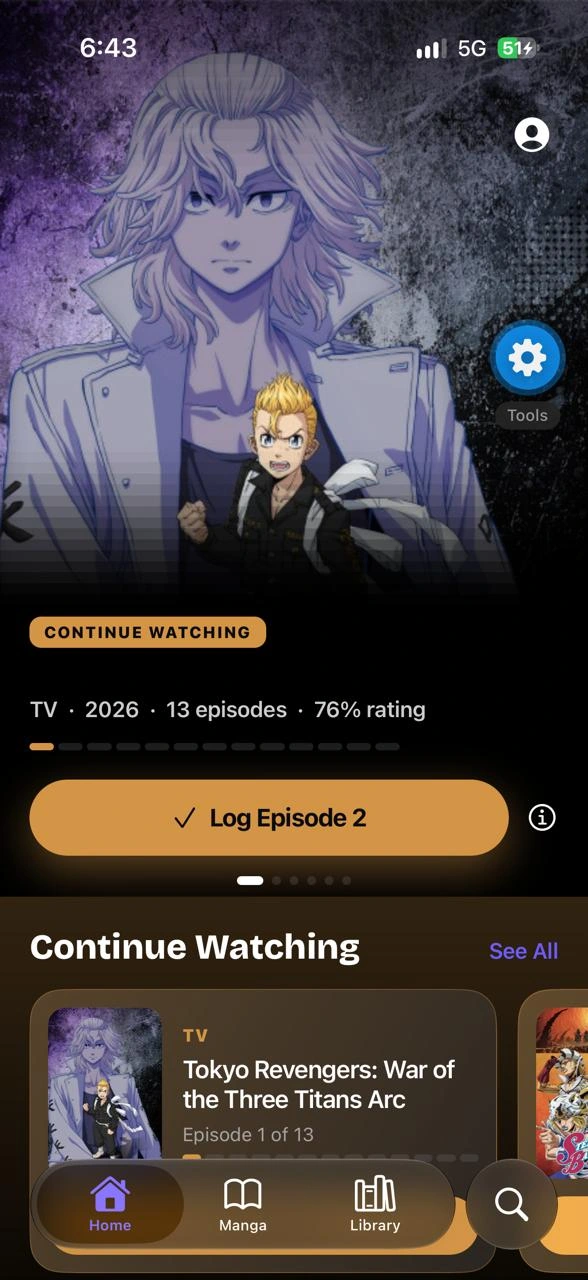 6:43
5G
51
Tools
CONTINUE WATCHING
TV · 2026 · 13 episodes · 76% rating
Log Episode 2
Continue Watching
See All
TV
Tokyo Revengers: War of
the Three Titans Arc
Episode 1 of 13
Home
Manga
Library